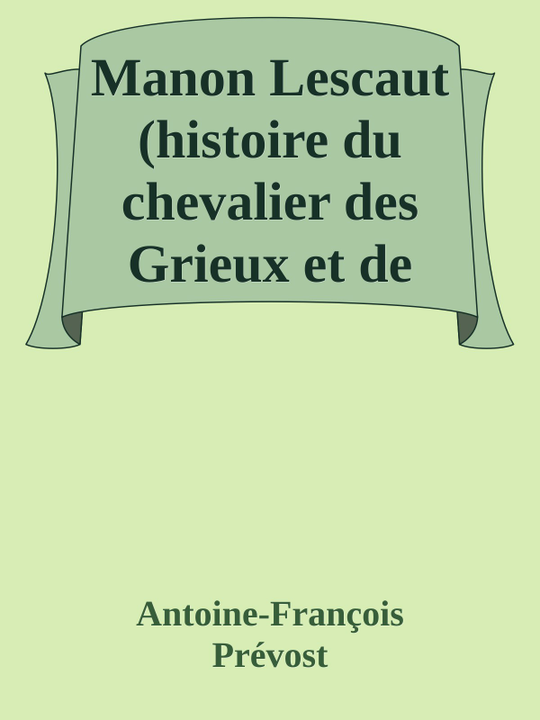 Manon Lescaut
(histoire du
chevalier des
Grieux et de
Antoine-François
Prévost